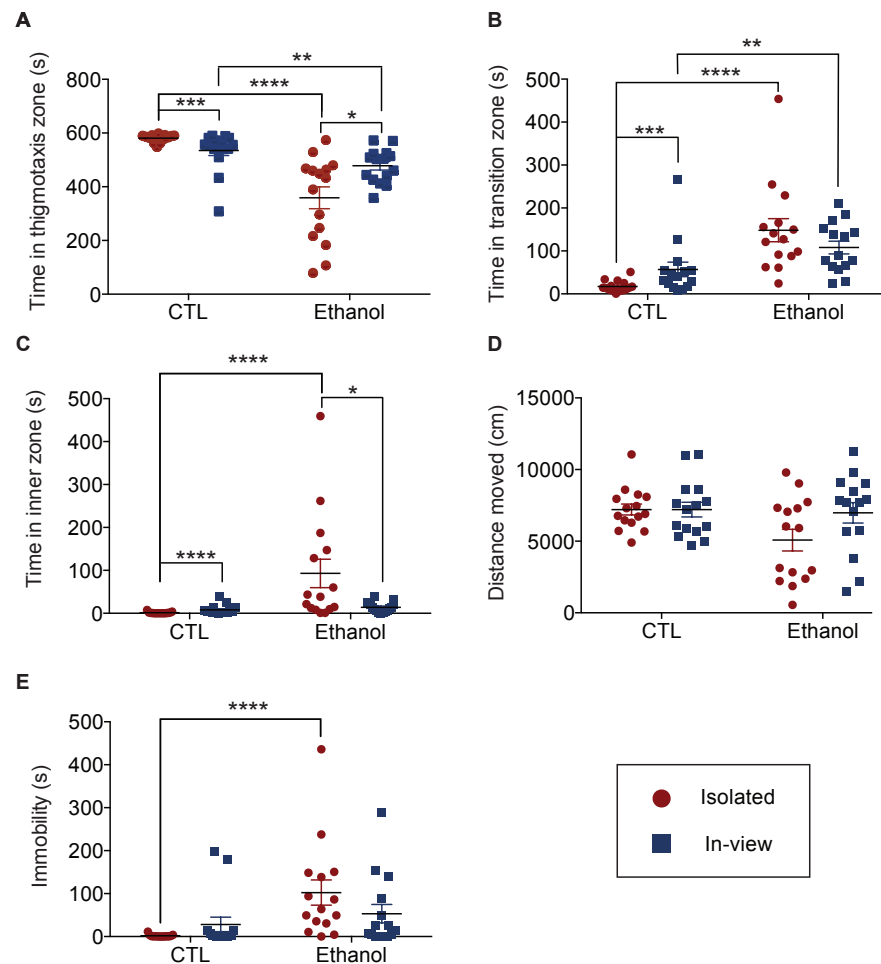 A
Time in thigmotaxis zone (s)
800
600
400
200
0
**
****
***
*
CTL
Ethanol
B
Time in transition zone (s)
500
400
300
200
100
0
**
****
***
CTL
Ethanol
C
Time in inner zone (s)
500
400
300
200
100
0
****
*
****
CTL
Ethanol
D
Distance moved (cm)
15000
10000
5000
0
CTL
Ethanol
E
Immobility (s)
500
400
300
200
100
0
****
CTL
Ethanol
Isolated
In-view